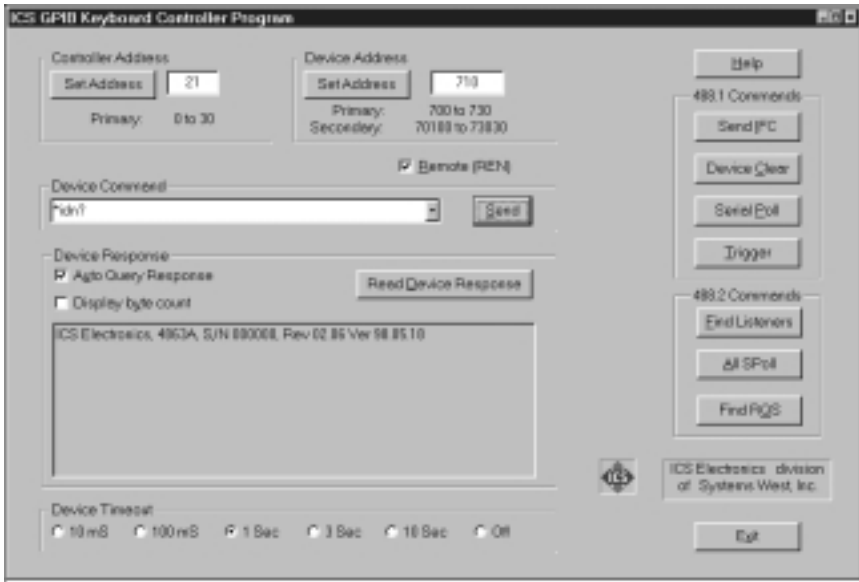 ICS GPIB Keyboard Controller Program
Controller Address
Set Address 21
Primary: 0 to 30
Device Address
Set Address 710
Primary: 700 to 730
Secondery: 70100 to 73030
Remote (REN)
Device Command
*idn?
Send
Device Response
Auto Query Response
Display byte count
Read Device Response
ICS Electronics, 4863A, S/N 000000, Rev 02.06 Ver 98.05.18
Device Timeout
10 mS 100 mS 1 Sec 3 Sec 10 Sec Off
Help
488.1 Commands
Send IFC
Device Clear
Serial Poll
Trigger
488.2 Commands
Find Listeners
All SPoll
Find RQS
ICS
ICS Electronics division
of Systems West, Inc.
Exit